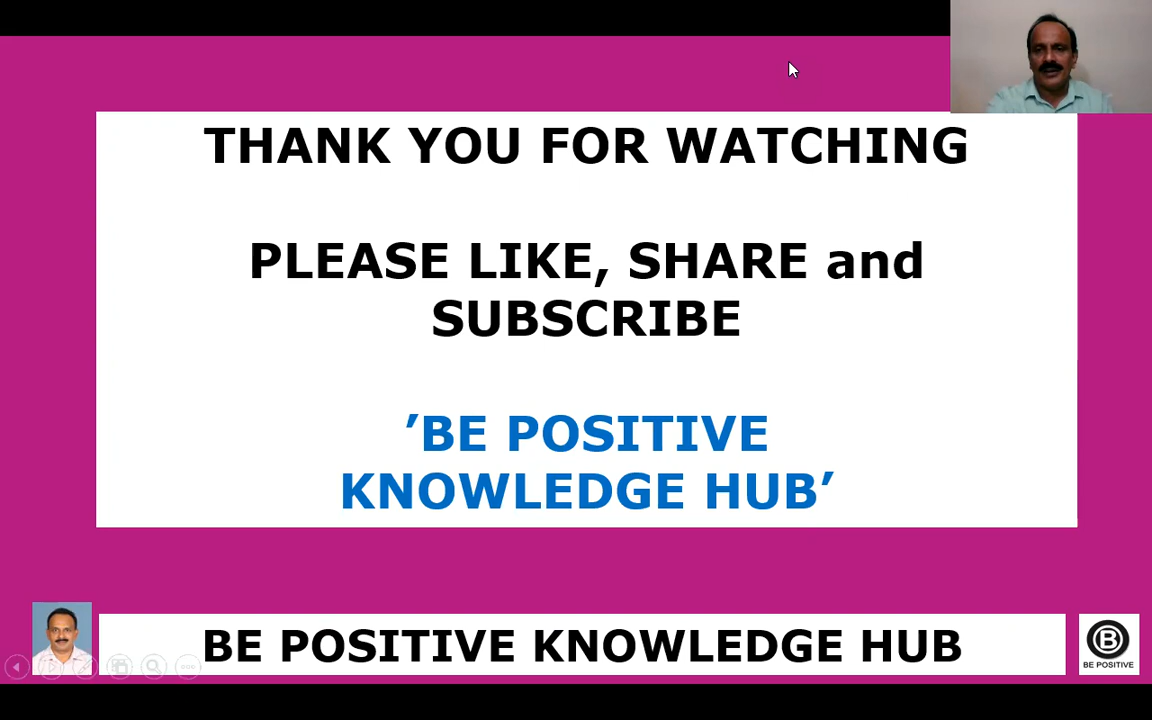 THANK YOU FOR WATCHING
PLEASE LIKE, SHARE and
SUBSCRIBE
’BE POSITIVE
KNOWLEDGE HUB’
BE POSITIVE KNOWLEDGE HUB
B
BE POSITIVE